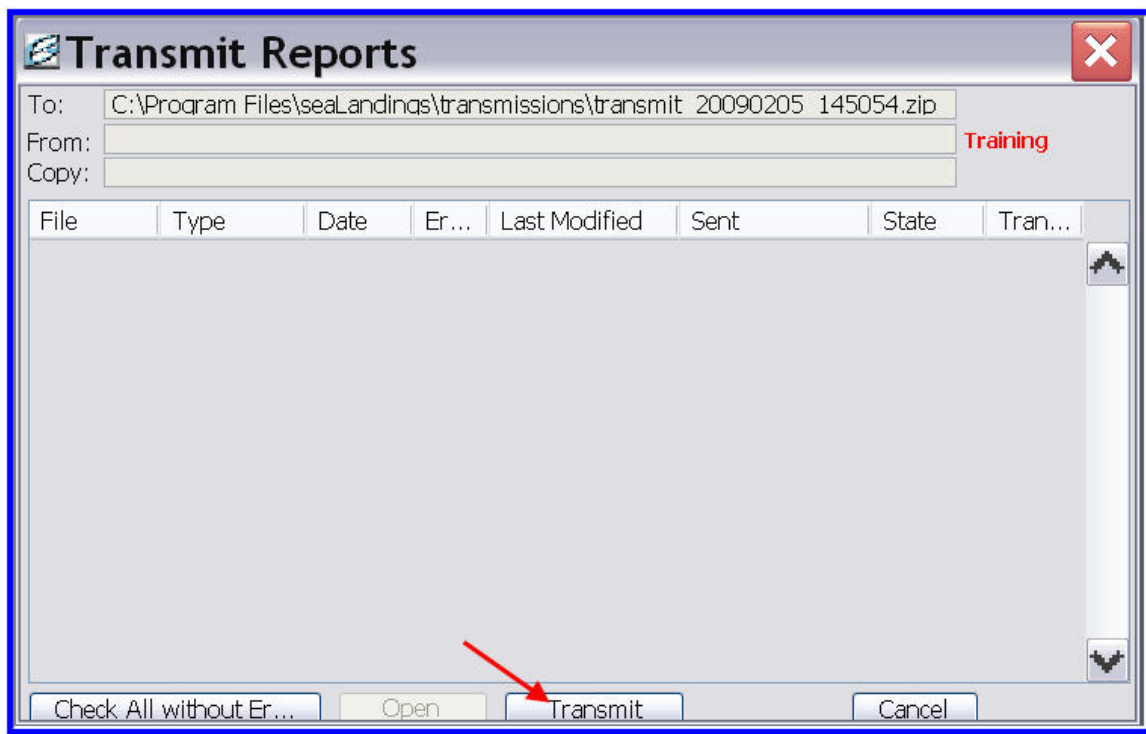 Transmit Reports
To: C:\Program Files\seaLandings\transmissions\transmit_20090205_145054.zip
From: Training
Copy:
File Type Date Er... Last Modified Sent State Tran...
Check All without Er... Open Transmit Cancel